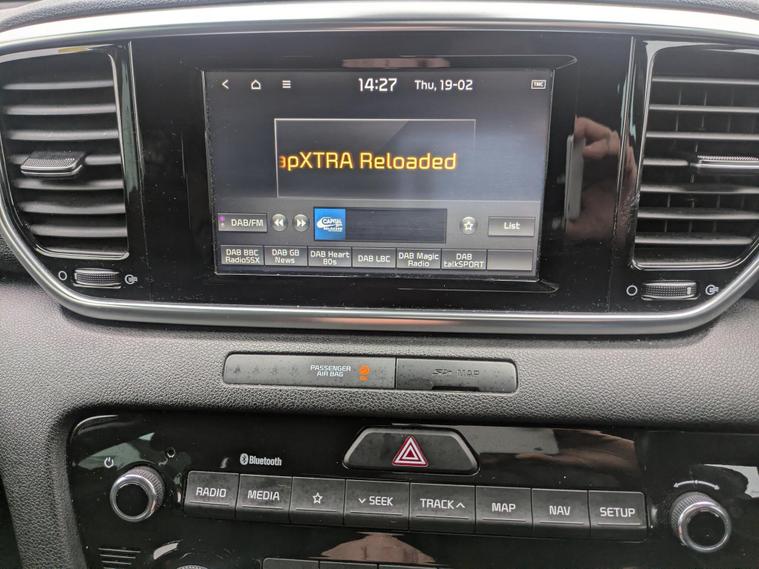 14:27 Thu, 19-02 TMC
apXTRA Reloaded
DAB/FM CAPITAL List
DAB BBC RadioSSX
DAB GB News
DAB Heart 80s
DAB LBC
DAB Magic Radio
DAB talkSPORT
PASSENGER AIR BAG
MAP
Bluetooth
RADIO MEDIA SEEK TRACK MAP NAV SETUP